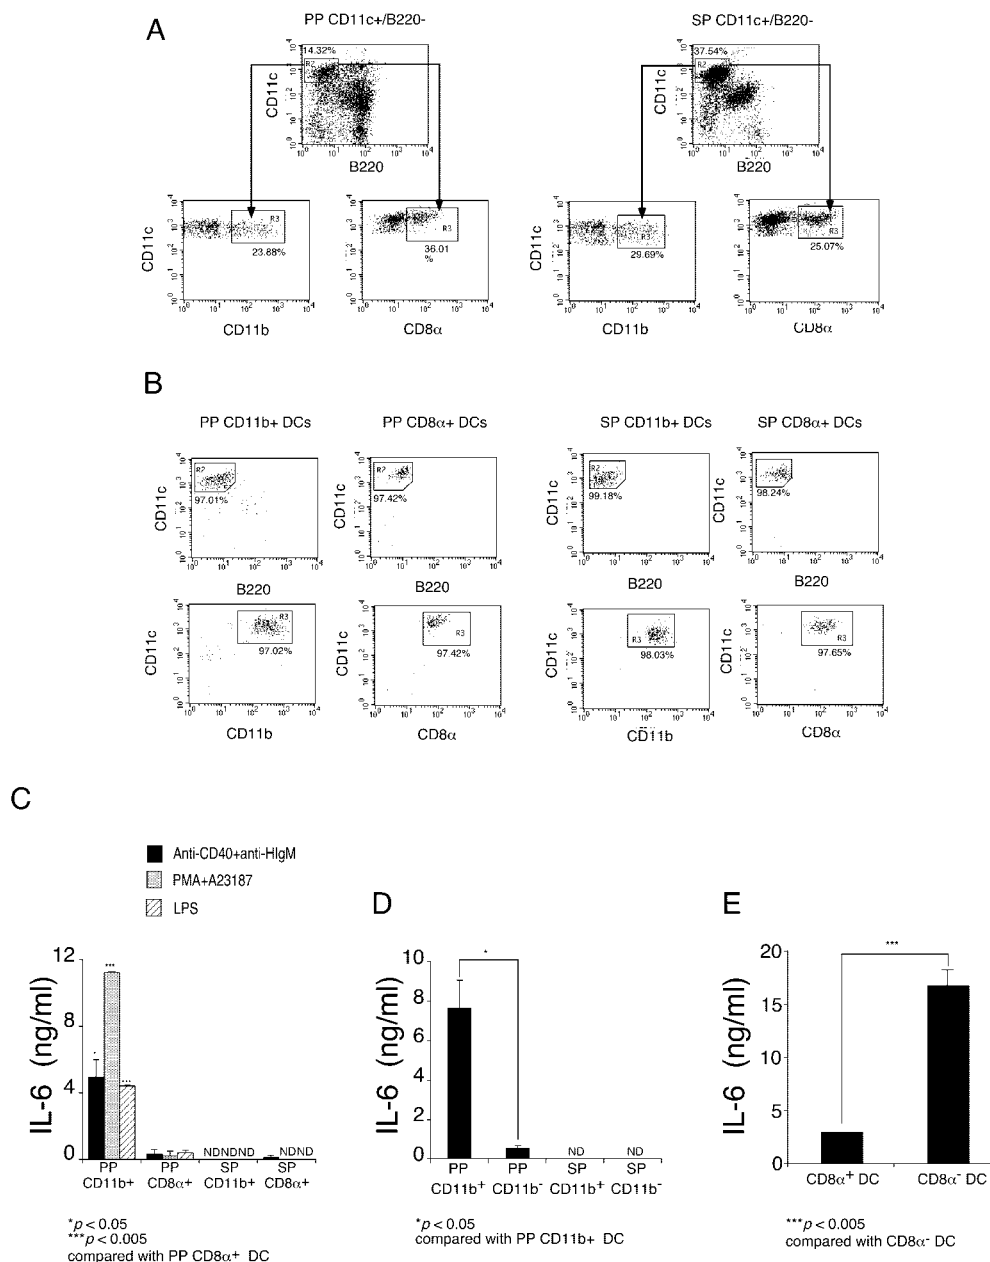 A
PP CD11c+/B220-
SP CD11c+/B220-
14.32%
R2
CD11c
B220
37.54%
R2
CD11c
B220
CD11c
R3
23.88%
CD11b
CD11c
R3
36.01
%
CD8α
CD11c
R3
29.69%
CD11b
CD11c
R3
25.07%
CD8α
B
PP CD11b+ DCs
PP CD8α+ DCs
SP CD11b+ DCs
SP CD8α+ DCs
CD11c
R2
97.01%
B220
CD11c
R2
97.42%
B220
CD11c
R2
99.18%
B220
CD11c
98.24%
B220
CD11c
R3
97.02%
CD11b
CD11c
R3
97.42%
CD8α
CD11c
R3
98.03%
CD11b
CD11c
R3
97.65%
CD8α
C
Anti-CD40+anti-HIgM
PMA+A23187
LPS
IL-6 (ng/ml)
12
8
4
0
***
NDNDND
NDND
PP PP SP SP
CD11b+ CD8α+ CD11b+ CD8α+
*p < 0.05
***p < 0.005
compared with PP CD8α+ DC
D
IL-6 (ng/ml)
10
8
6
4
2
0
*
ND ND
PP PP SP SP
CD11b+ CD11b- CD11b+ CD11b-
*p < 0.05
compared with PP CD11b+ DC
E
IL-6 (ng/ml)
20
15
10
5
0
***
CD8α+ DC CD8α- DC
***p < 0.005
compared with CD8α- DC